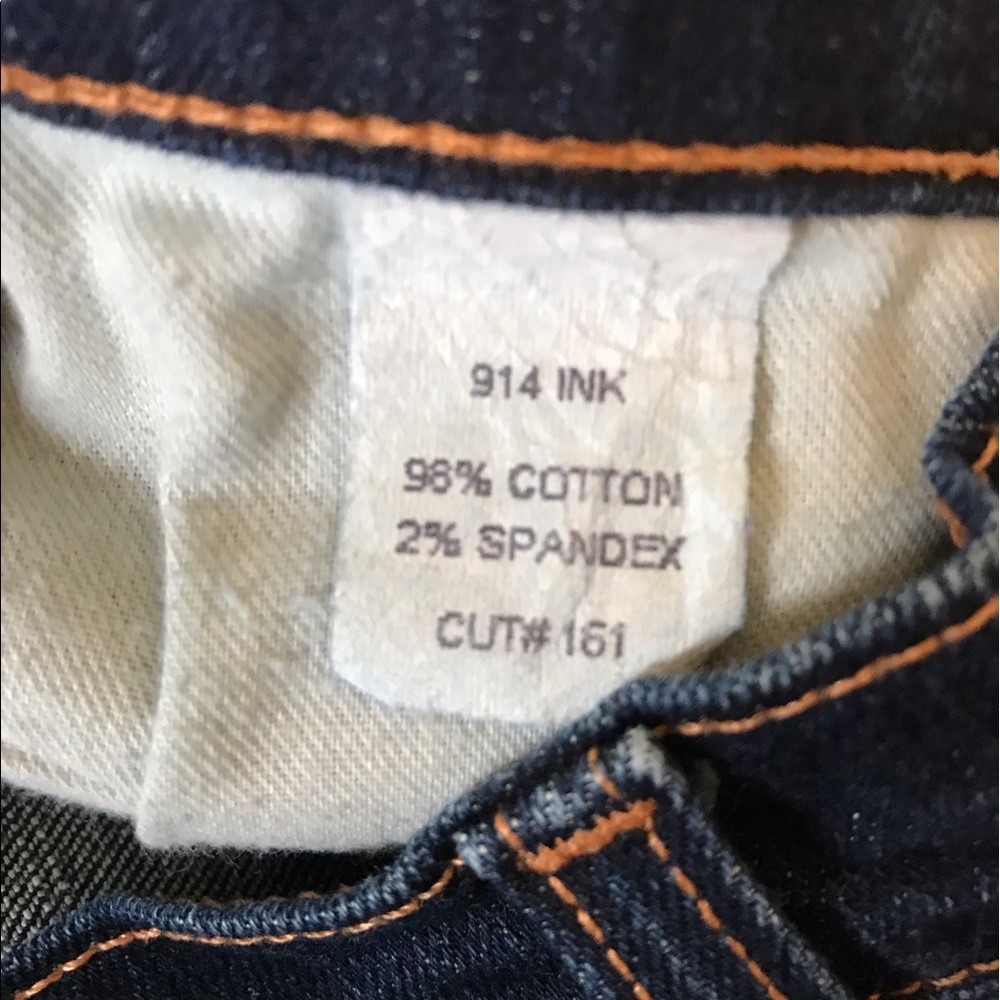 914 INK
98% COTTON
2% SPANDEX
CUT# 161